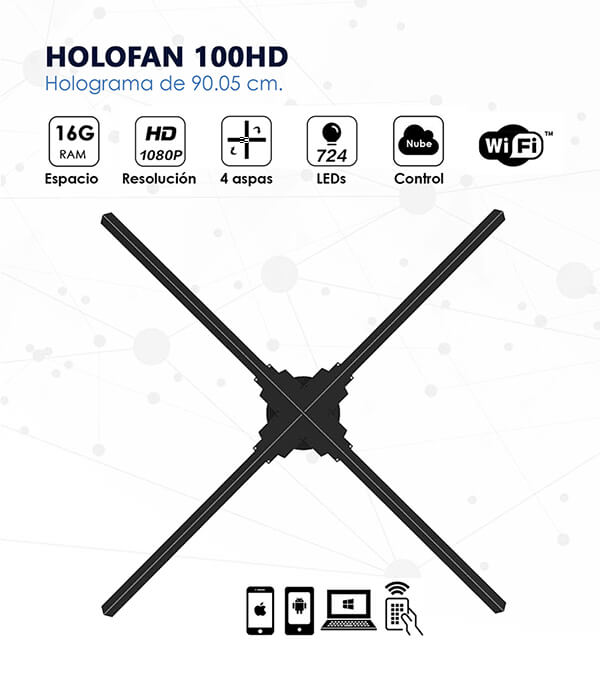 HOLOFAN 100HD
Holograma de 90.05 cm.
16G
RAM
HD
1080P
724
Nube
WiFi™
Espacio
Resolución
4 aspas
LEDs
Control